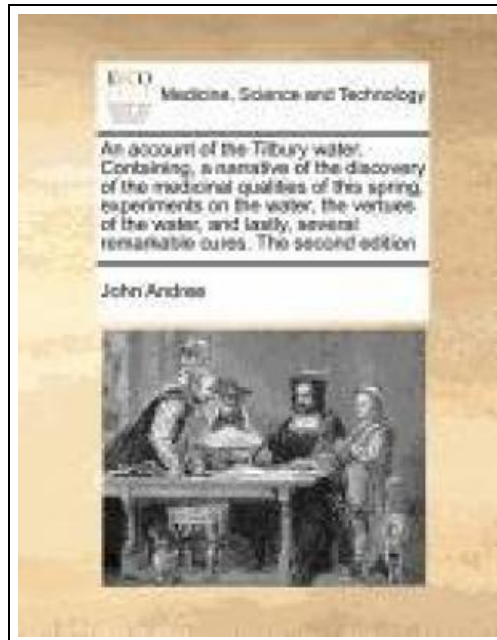 ECCO
Medicine, Science and Technology
An account of the Tilbury water.
Containing, a narrative of the discovery
of the medicinal qualities of this spring,
experiments on the water, the vertues
of the water, and lastly, several
remarkable cures. The second edition
John Andree